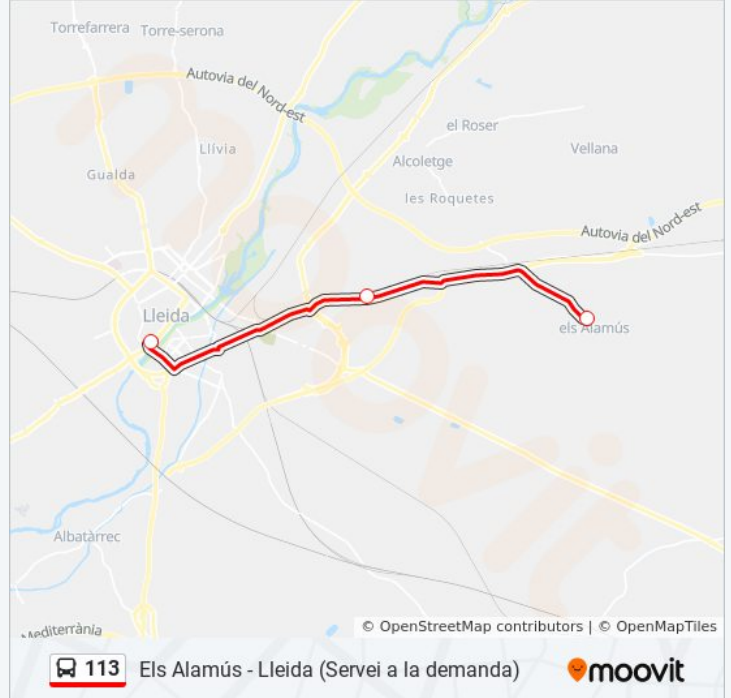 Torrefarrera
Torre-serona
Autovia del Nord-est
el Roser
Llívia
Vellana
Alcoletge
Gualda
les Roquetes
Autovia del Nord-est
Lleida
els Alamús
Albatàrrec
Mediterrània
© OpenStreetMap contributors | © OpenMapTiles
113 Els Alamús - Lleida (Servei a la demanda) moovit
moovit